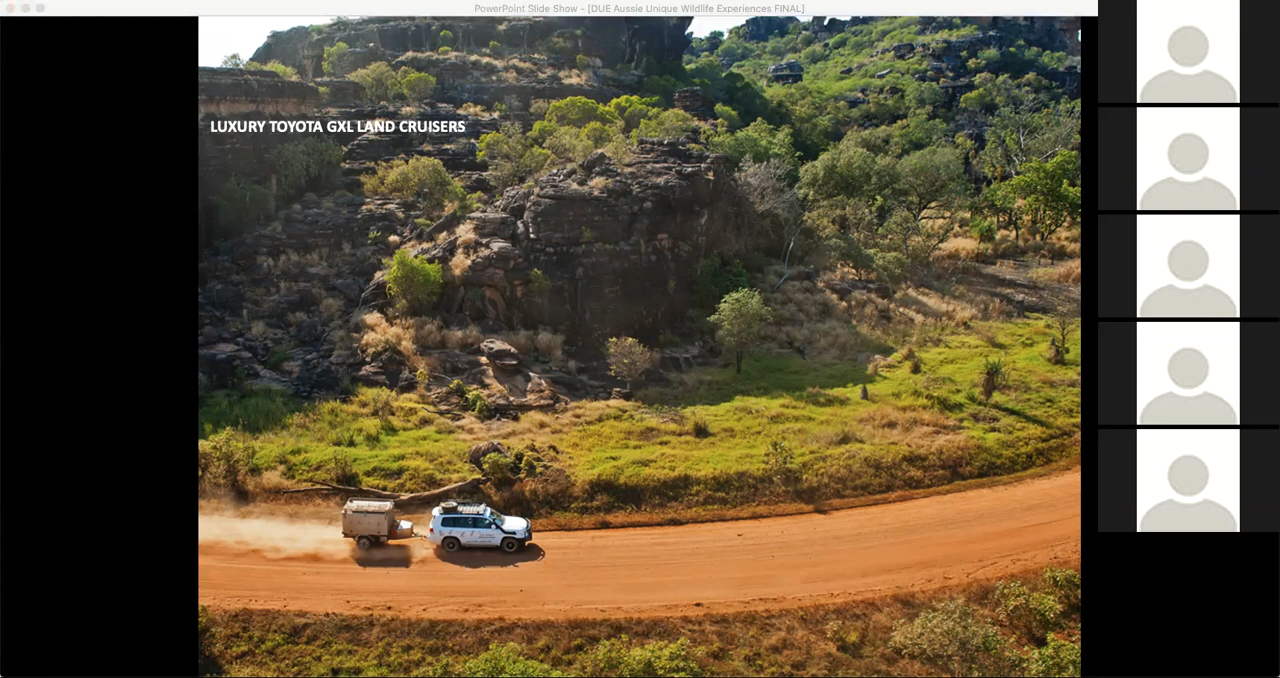 PowerPoint Slide Show - [DUE Aussie Unique Wildlife Experiences FINAL]
LUXURY TOYOTA GXL LAND CRUISERS